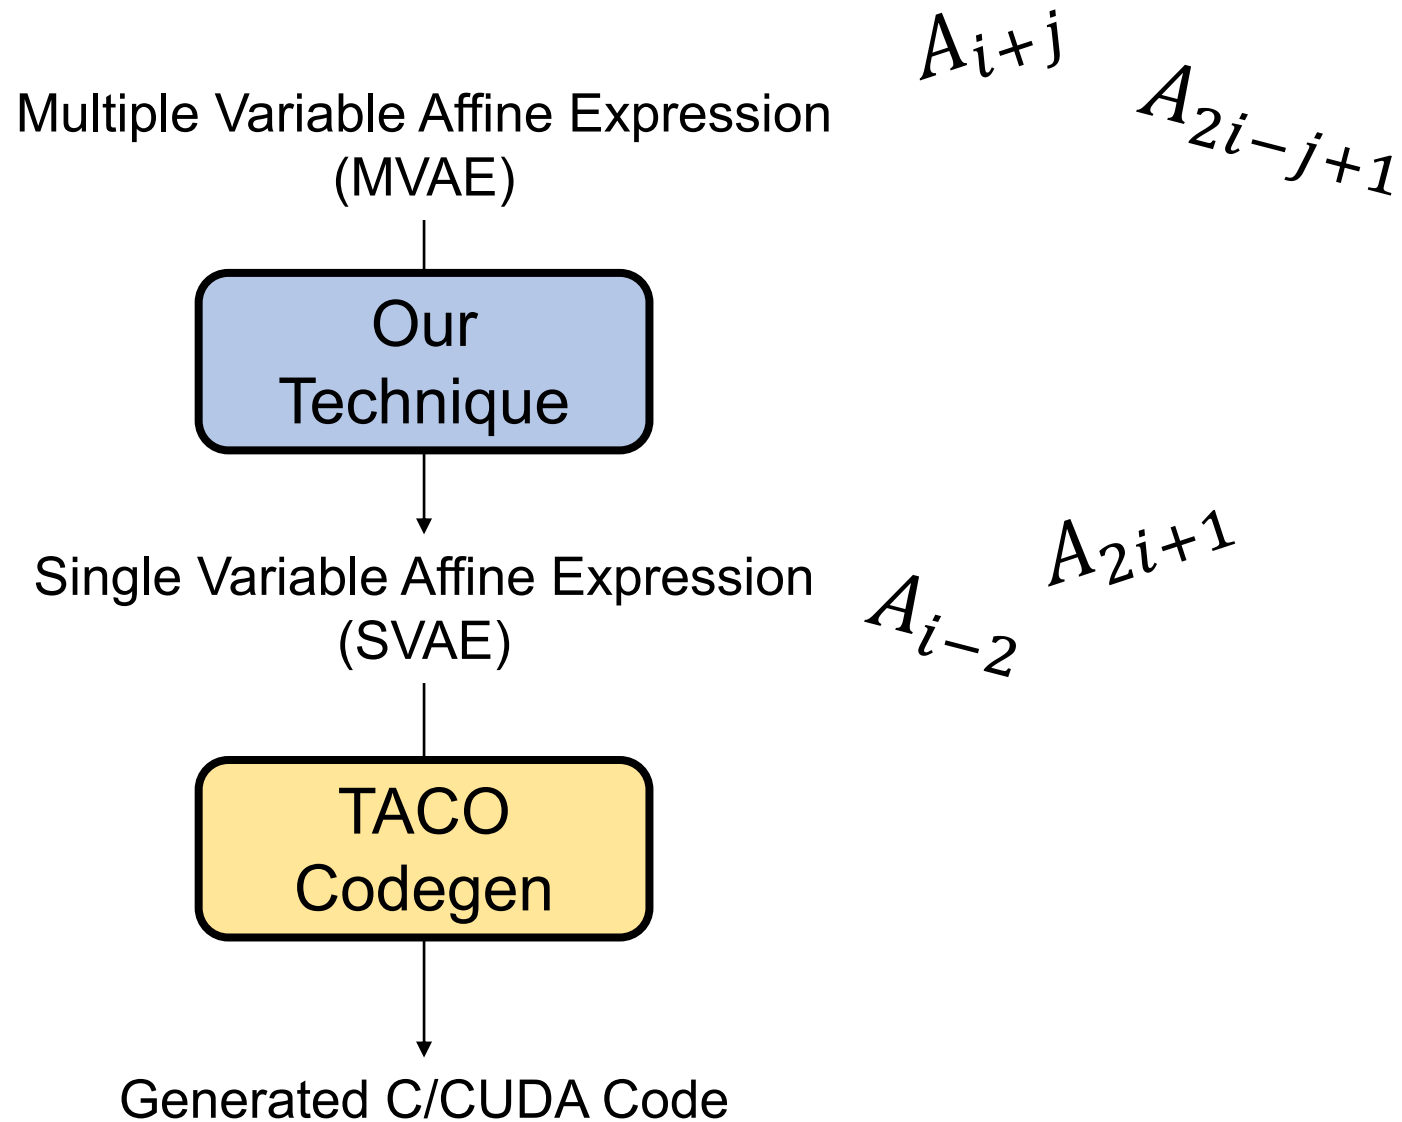 Multiple Variable Affine Expression
(MVAE)
A_{i+j}
A_{2i-j+1}
Our
Technique
Single Variable Affine Expression
(SVAE)
A_{i-2}
A_{2i+1}
TACO
Codegen
Generated C/CUDA Code